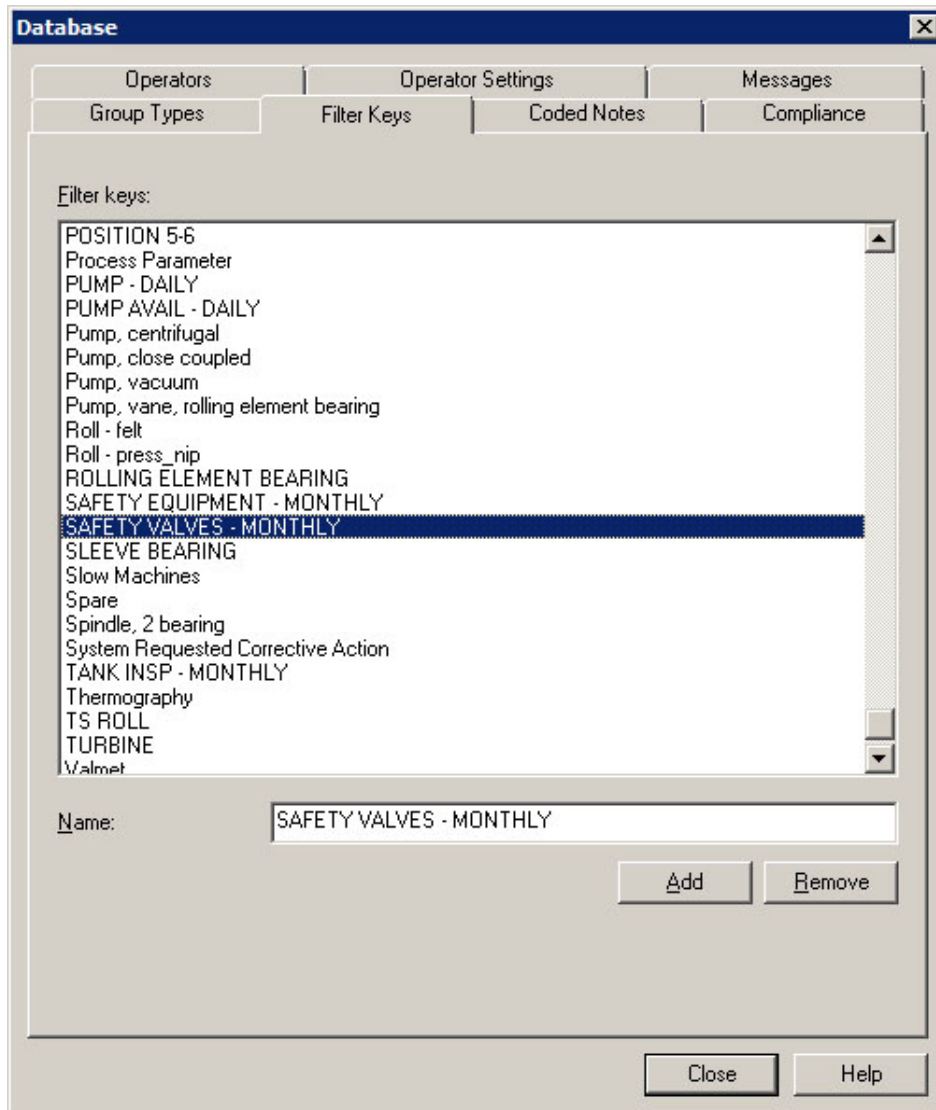 Database
Operators Operator Settings Messages
Group Types Filter Keys Coded Notes Compliance
Filter keys:
POSITION 5-6
Process Parameter
PUMP - DAILY
PUMP AVAIL - DAILY
Pump, centrifugal
Pump, close coupled
Pump, vacuum
Pump, vane, rolling element bearing
Roll - felt
Roll - press_nip
ROLLING ELEMENT BEARING
SAFETY EQUIPMENT - MONTHLY
SAFETY VALVES - MONTHLY
SLEEVE BEARING
Slow Machines
Spare
Spindle, 2 bearing
System Requested Corrective Action
TANK INSP - MONTHLY
Thermography
TS ROLL
TURBINE
Valmet
Name: SAFETY VALVES - MONTHLY
Add Remove
Close Help